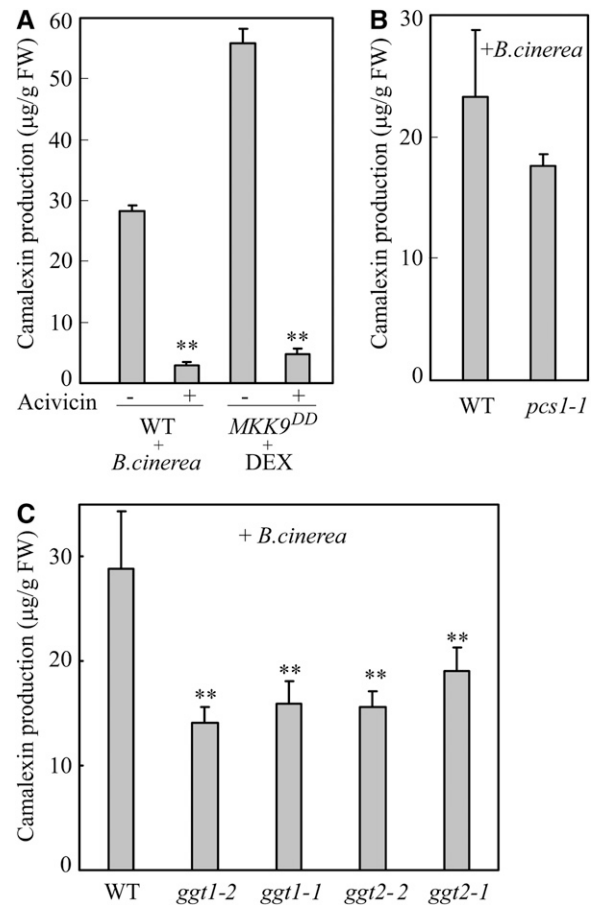 A
Camalexin production (µg/g FW)
60
50
40
30
20
10
0
**
**
Acivicin - + - +
WT
+
B.cinerea
MKK9^DD
+
DEX
B
Camalexin production (µg/g FW)
30
20
10
0
+B.cinerea
WT pcs1-1
C
Camalexin production (µg/g FW)
30
20
10
0
+ B.cinerea
**
**
**
**
WT ggt1-2 ggt1-1 ggt2-2 ggt2-1